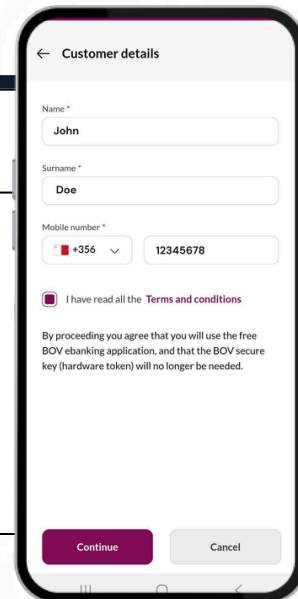 Customer details
Name *
John
Surname *
Doe
Mobile number *
+356
12345678
I have read all the Terms and conditions
By proceeding you agree that you will use the free
BOV ebanking application, and that the BOV secure
key (hardware token) will no longer be needed.
Continue
Cancel